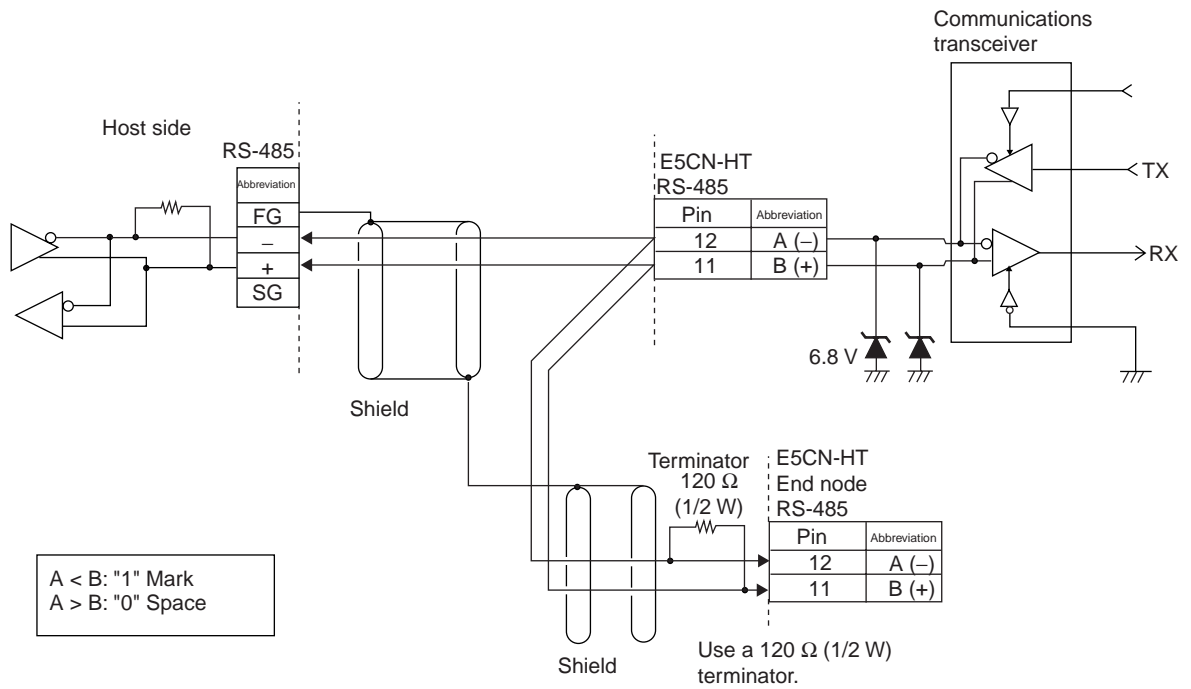 Communications
transceiver
Host side
RS-485
Abbreviation
FG
–
+
SG
Shield
E5CN-HT
RS-485
Pin Abbreviation
12 A (–)
11 B (+)
TX
RX
6.8 V
Terminator
120 Ω
(1/2 W)
E5CN-HT
End node
RS-485
Pin Abbreviation
12 A (–)
11 B (+)
A < B: "1" Mark
A > B: "0" Space
Shield
Use a 120 Ω (1/2 W)
terminator.